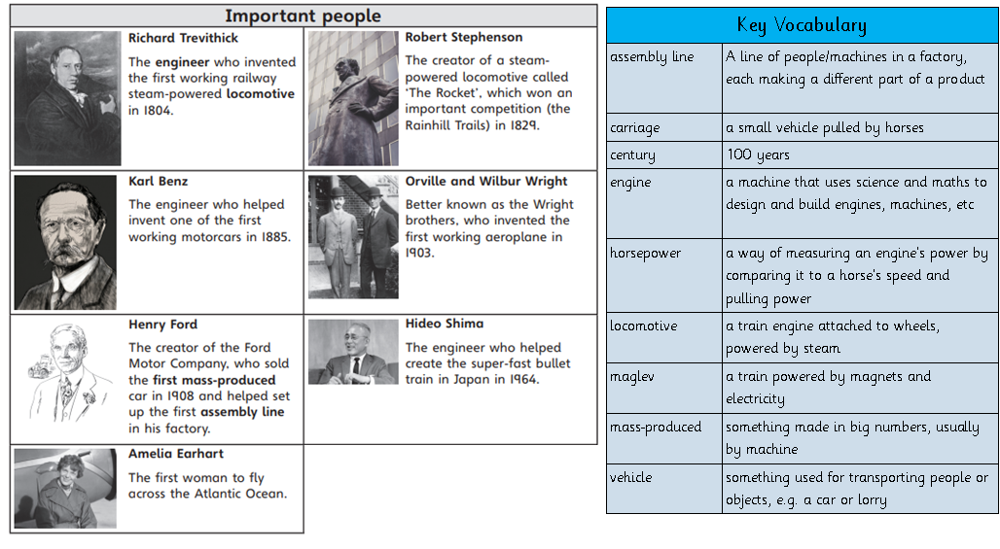 Important people
Richard Trevithick
The engineer who invented
the first working railway
steam-powered locomotive
in 1804.
Robert Stephenson
The creator of a steam-
powered locomotive called
‘The Rocket’, which won an
important competition (the
Rainhill Trails) in 1829.
Karl Benz
The engineer who helped
invent one of the first
working motorcars in 1885.
Orville and Wilbur Wright
Better known as the Wright
brothers, who invented the
first working aeroplane in
1903.
Henry Ford
The creator of the Ford
Motor Company, who sold
the first mass-produced
car in 1908 and helped set
up the first assembly line
in his factory.
Hideo Shima
The engineer who helped
create the super-fast bullet
train in Japan in 1964.
Amelia Earhart
The first woman to fly
across the Atlantic Ocean.
Key Vocabulary
assembly line
A line of people/machines in a factory,
each making a different part of a product
carriage
a small vehicle pulled by horses
century
100 years
engine
a machine that uses science and maths to
design and build engines, machines, etc
horsepower
a way of measuring an engine's power by
comparing it to a horse's speed and
pulling power
locomotive
a train engine attached to wheels,
powered by steam
maglev
a train powered by magnets and
electricity
mass-produced
something made in big numbers, usually
by machine
vehicle
something used for transporting people or
objects, e.g. a car or lorry